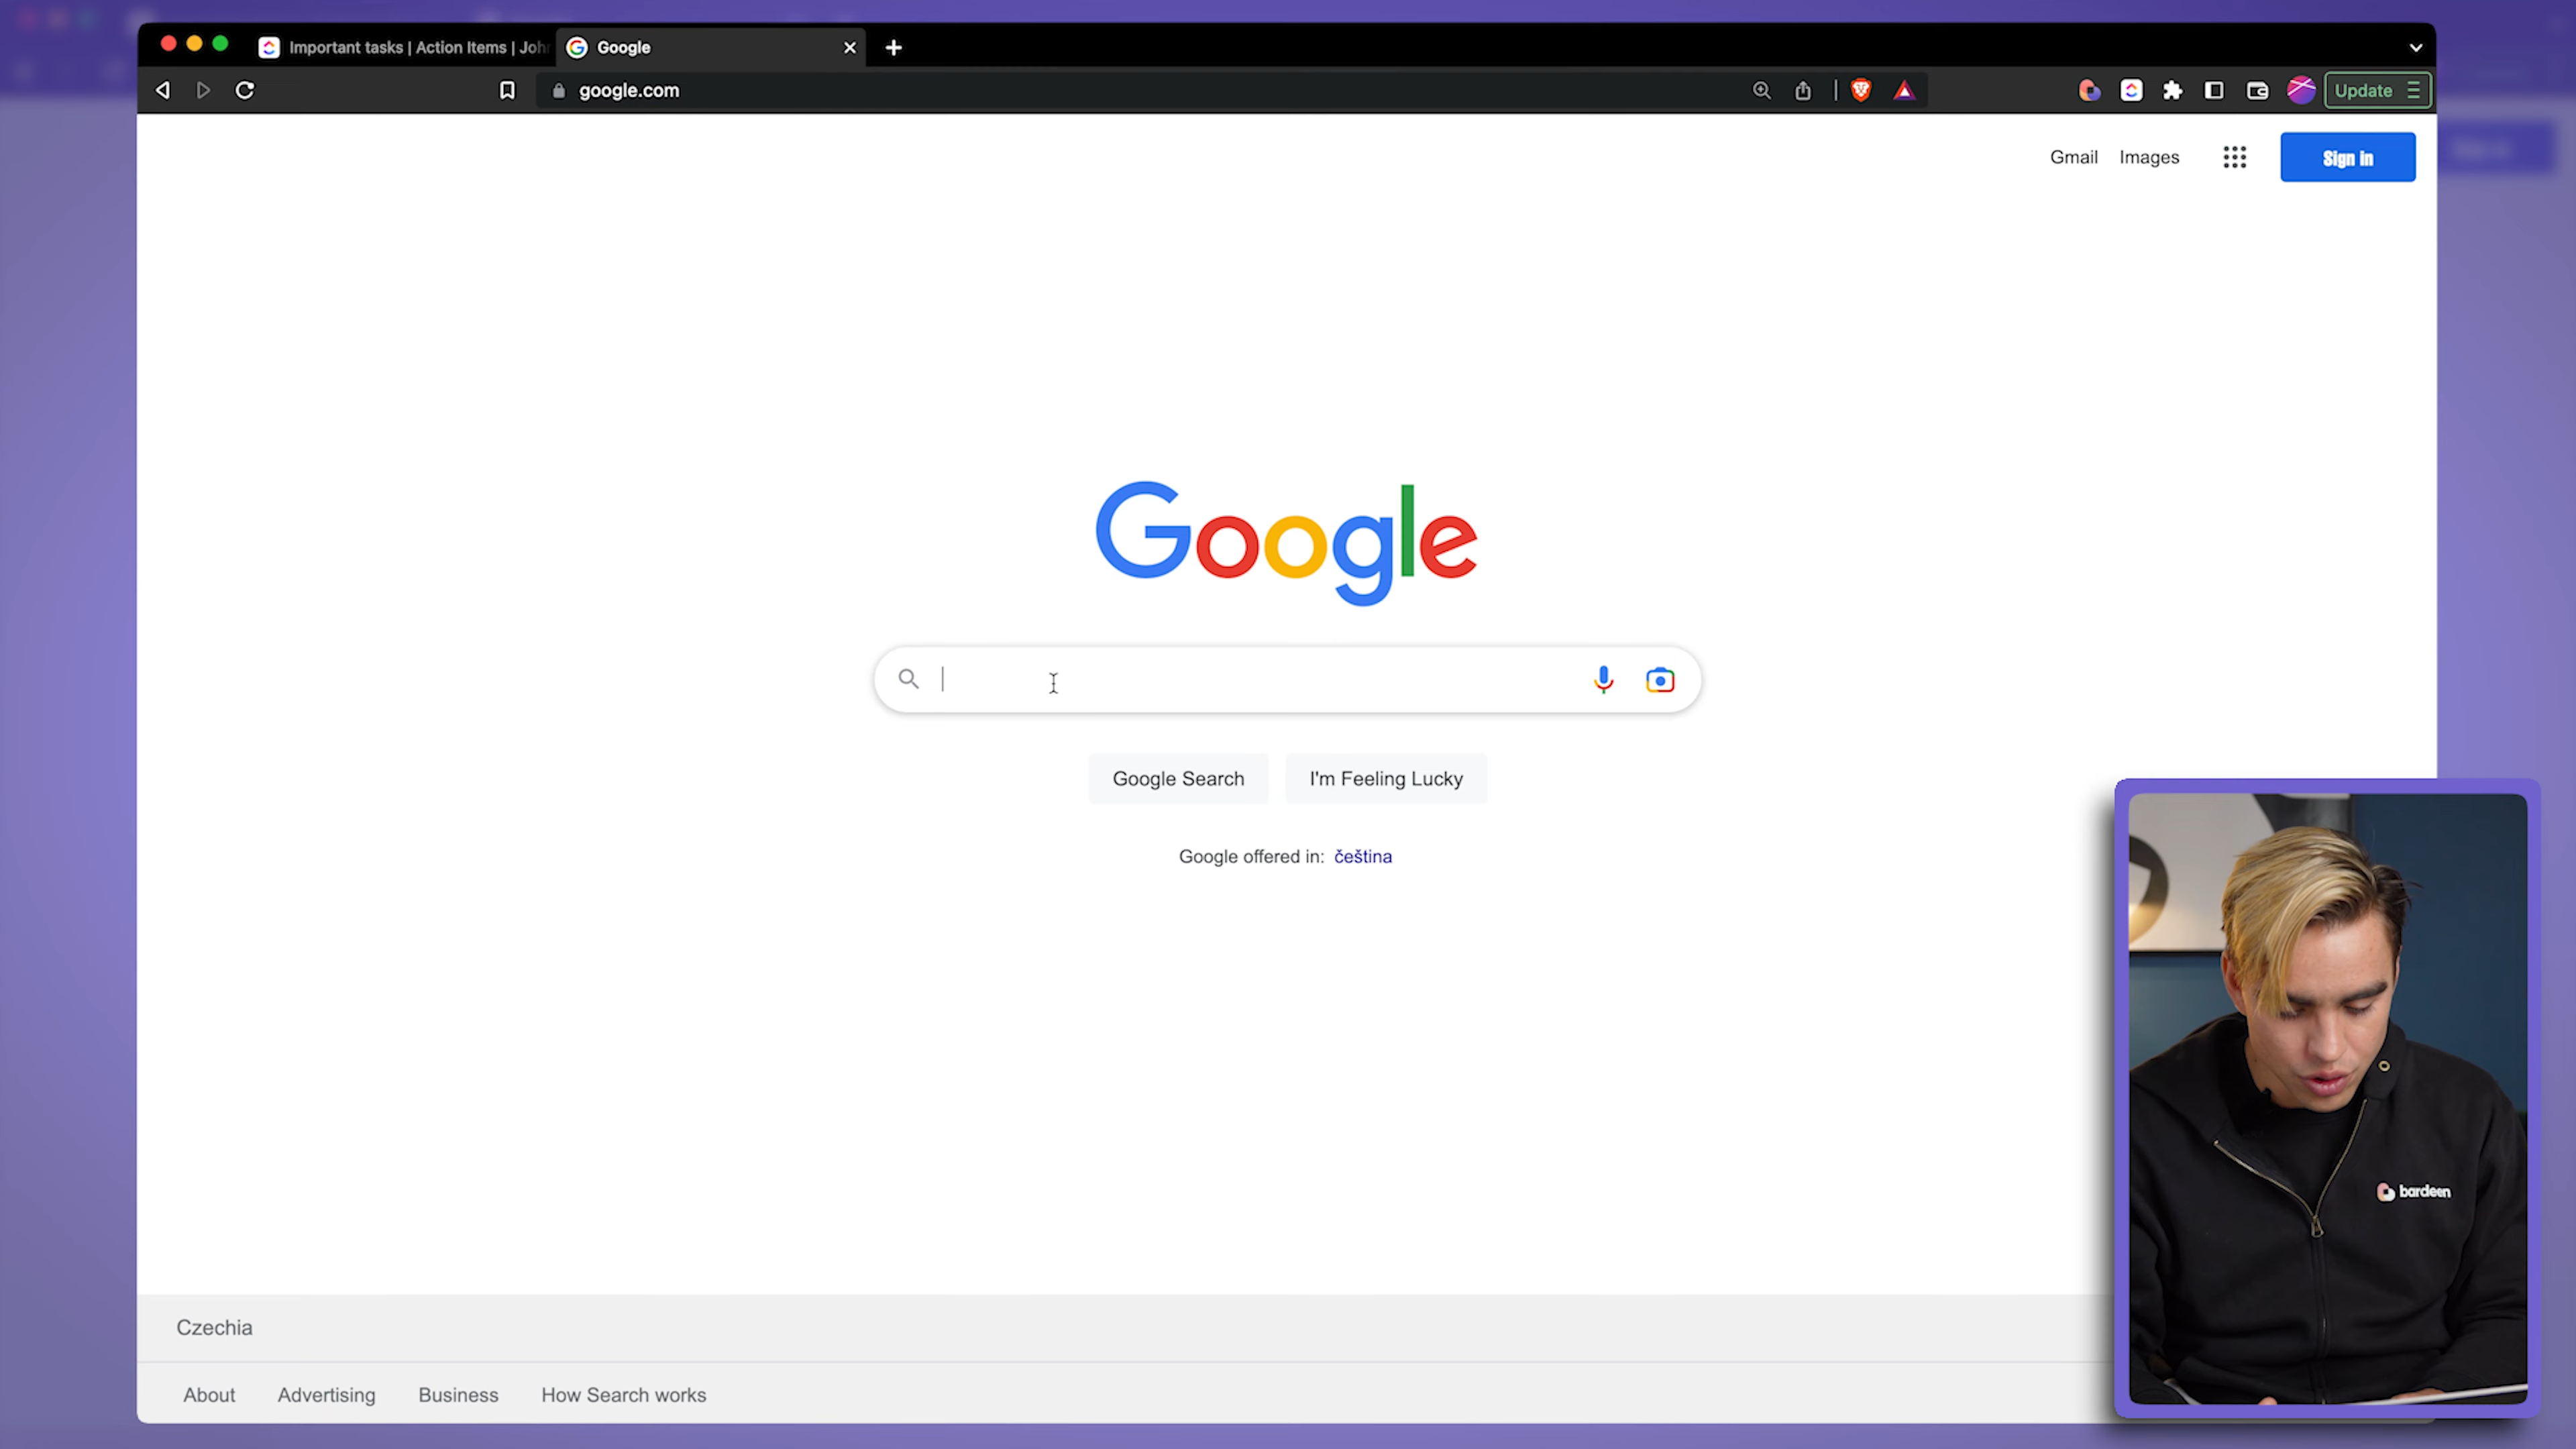 Important tasks | Action Items | Joh
Google
google.com
Update
Gmail
Images
Sign in
Google
Google Search
I'm Feeling Lucky
Google offered in: čeština
Czechia
About
Advertising
Business
How Search works
bardeen